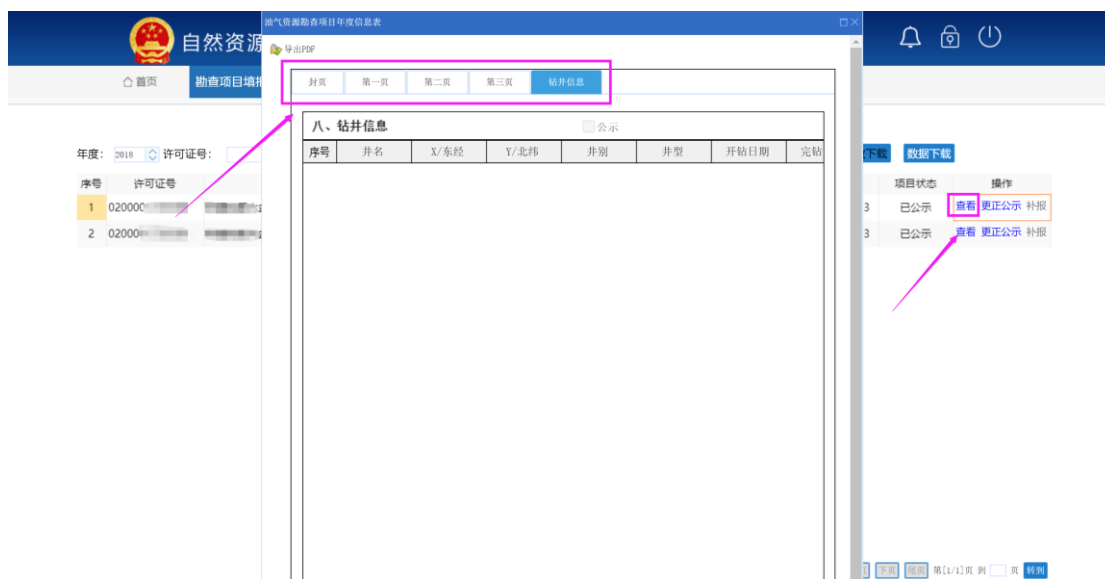 油气资源勘查项目年度信息表
自然资源
导出PDF
首页
勘查项目填报
封页 第一页 第二页 第三页 钻井信息
八、钻井信息 公示
序号 井名 X/东经 Y/北纬 井别 井型 开钻日期 完钻
年度: 2018 许可证号:
下载 数据下载
序号 许可证号 项目状态 操作
1 020000 3 已公示 查看 更正公示 补报
2 02000 3 已公示 查看 更正公示 补报
下页 尾页 第[1/1]页 到 页 转到